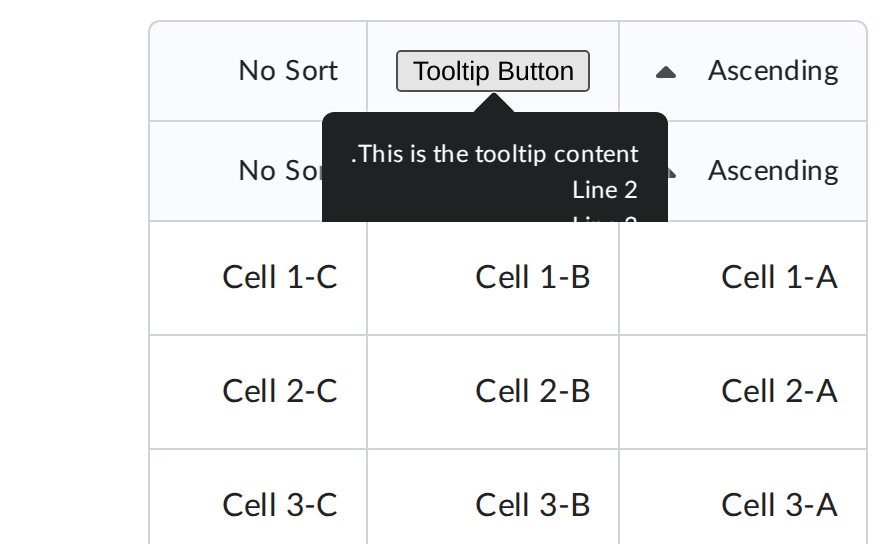 No Sort Tooltip Button Ascending
.This is the tooltip content
No Ascending
Line 2
Cell 1-C Cell 1-B Cell 1-A
Cell 2-C Cell 2-B Cell 2-A
Cell 3-C Cell 3-B Cell 3-A